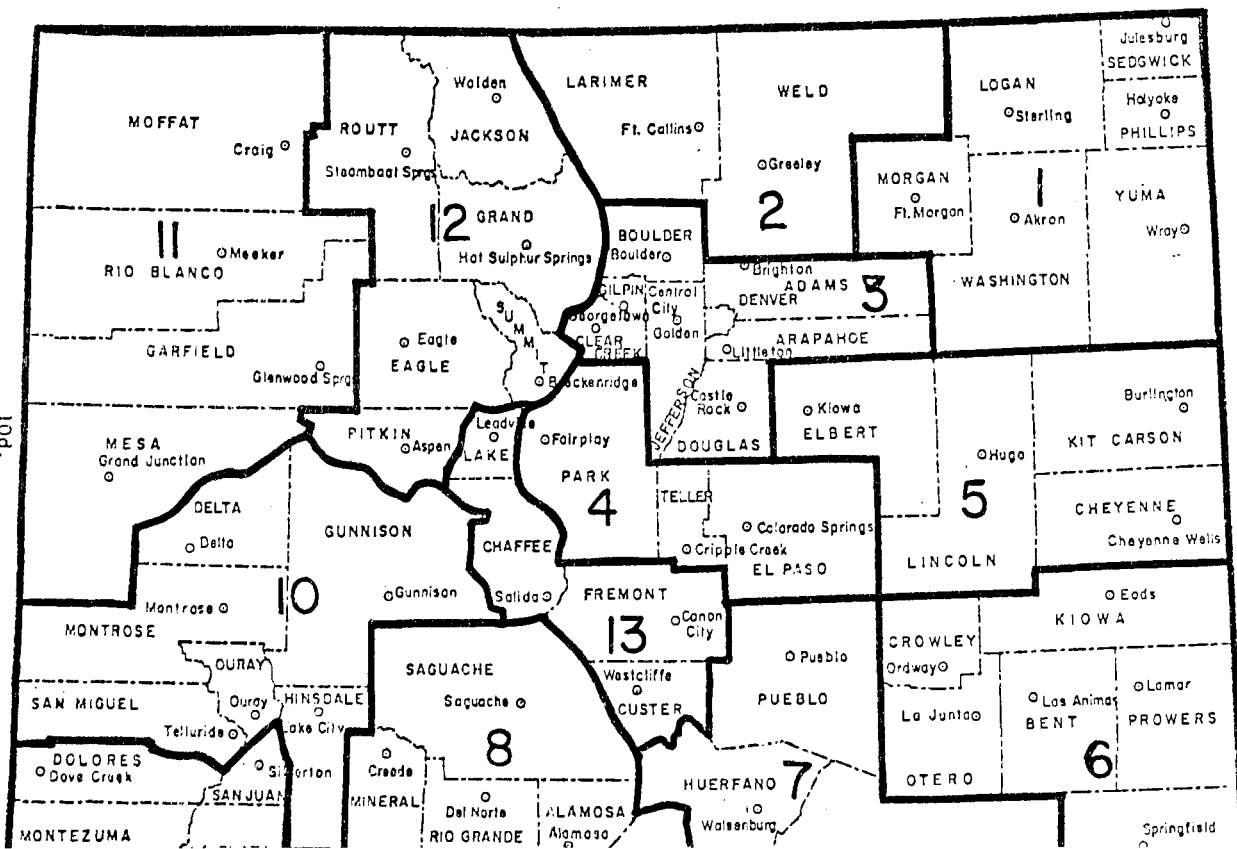 Julesburg
SEDGWICK
LARIMER
WELD
LOGAN
Walden
MOFFAT
ROUTT
JACKSON
Ft. Collins
Sterling
Holyoke
PHILLIPS
Craig
Steamboat Sprgs
Greeley
MORGAN
Ft. Morgan
1
YUMA
Akron
Wray
11
12
GRAND
2
BOULDER
Boulder
Meeker
Hot Sulphur Springs
RIO BLANCO
Brighton
ADAMS
3
WASHINGTON
GILPIN
Central
City
DENVER
SUMMIT
Georgetown
Golden
CLEAR
CREEK
ARAPAHOE
Littleton
GARFIELD
Eagle
EAGLE
Glenwood Sprgs
Breckenridge
JEFFERSON
Castle
Rock
Kiowa
ELBERT
Burlington
Leadville
LAKE
PITKIN
Aspen
Fairplay
DOUGLAS
KIT CARSON
MESA
Grand Junction
PARK
4
TELLER
Hugo
5
DELTA
Delta
GUNNISON
CHAFFEE
Colorado Springs
CHEYENNE
Cheyenne Wells
Cripple Creek
EL PASO
LINCOLN
10
Montrose
Gunnison
Salida
FREMONT
13
Canon
City
Eads
KIOWA
MONTROSE
OURAY
SAGUACHE
Pueblo
CROWLEY
Ordway
Westcliffe
CUSTER
PUEBLO
SAN MIGUEL
Ouray
HINSDALE
Lake City
Saguache
La Junta
Las Animas
BENT
Lamar
PROWERS
Telluride
8
DOLORES
Dove Creek
Silverton
Creede
HUERFANO
7
OTERO
6
SAN JUAN
MINERAL
Del Norte
RIO GRANDE
ALAMOSA
Alamosa
Walsenburg
MONTEZUMA
Springfield